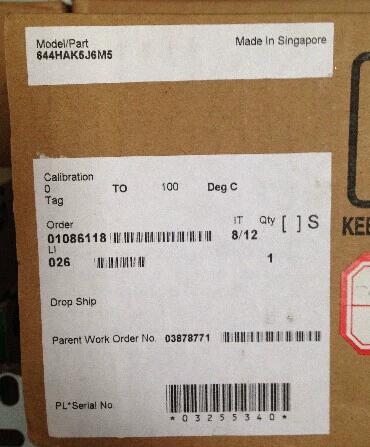 Model/Part Made In Singapore
644HAK5J6M5
Calibration
0 TO 100 Deg C
Tag
Order IT Qty [ ] S
01086118 8/12
LI
026 1
Drop Ship
Parent Work Order No. 03878771
PL*Serial No.
*03255340*
KEE